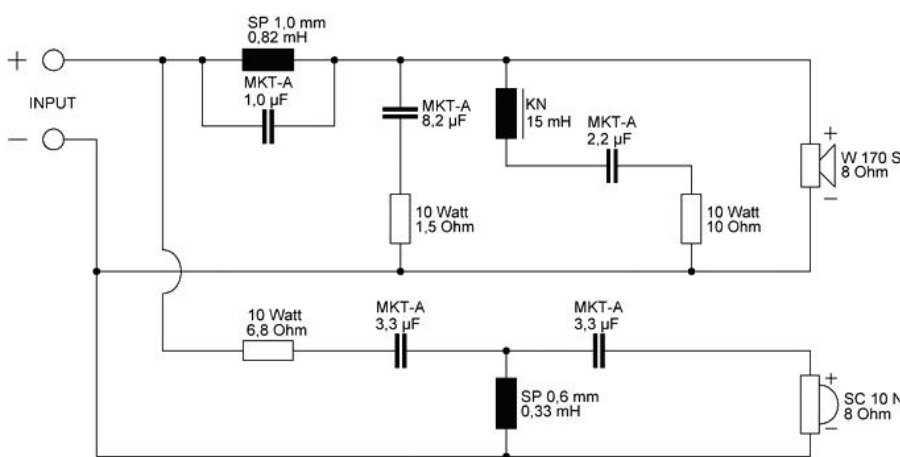 SP 1,0 mm
0,82 mH
+
MKT-A
1,0 µF
INPUT
–
MKT-A
8,2 µF
KN
15 mH
MKT-A
2,2 µF
+
W 170 S
8 Ohm
–
10 Watt
1,5 Ohm
10 Watt
10 Ohm
10 Watt
6,8 Ohm
MKT-A
3,3 µF
MKT-A
3,3 µF
SP 0,6 mm
0,33 mH
+
SC 10 N
8 Ohm
–